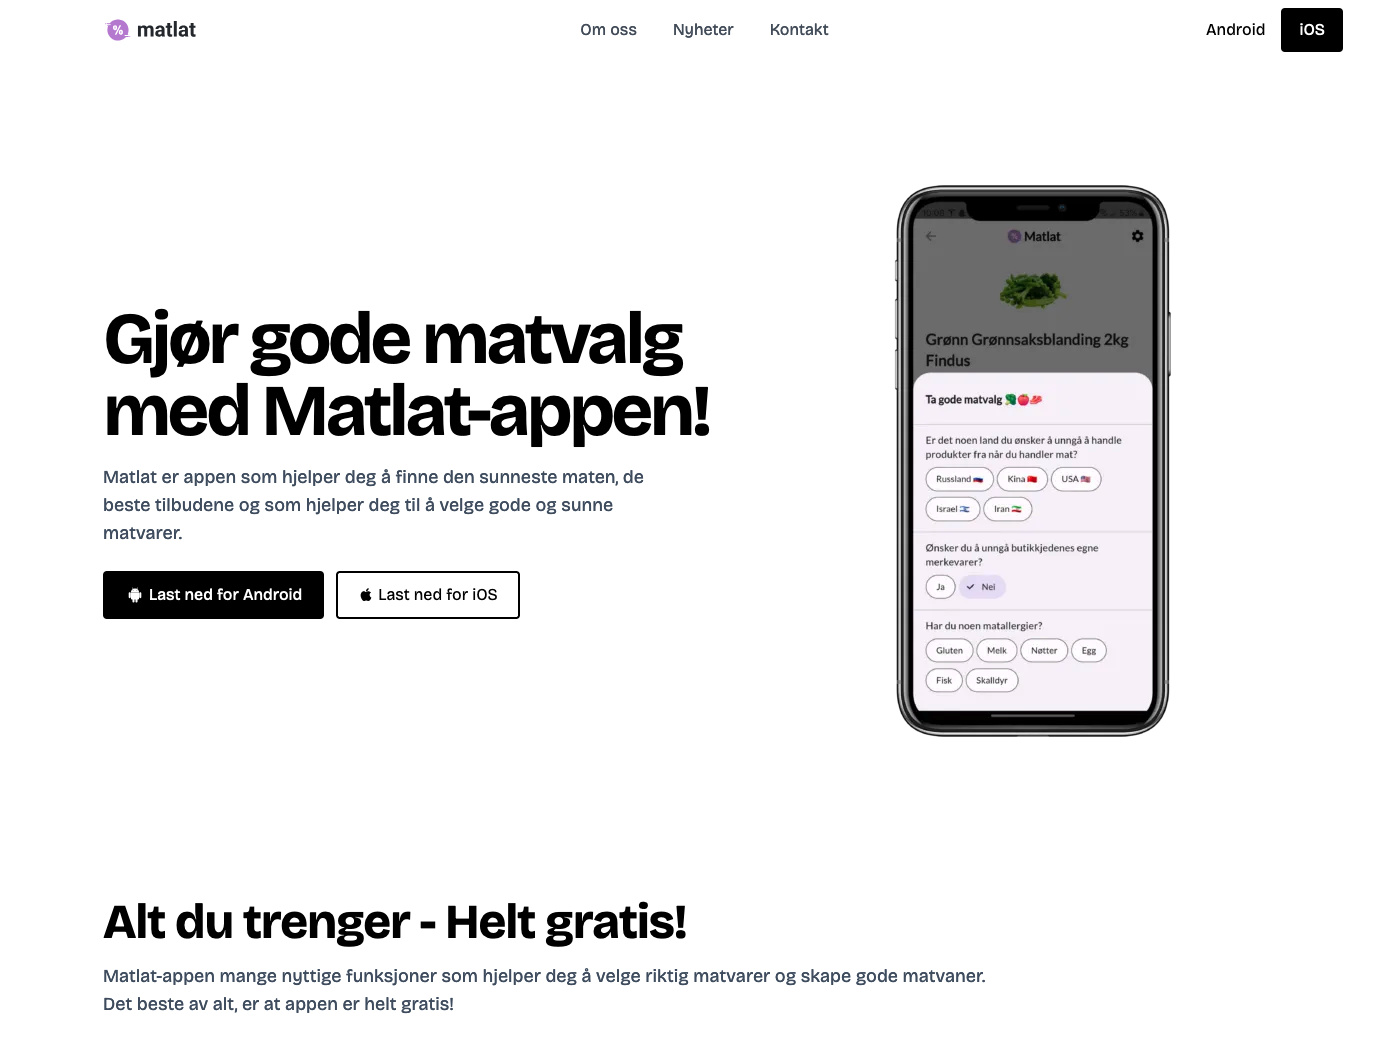 matlat
Om oss
Nyheter
Kontakt
Android
iOS
Gjør gode matvalg
med Matlat-appen!
Matlat er appen som hjelper deg å finne den sunneste maten, de
beste tilbudene og som hjelper deg til å velge gode og sunne
matvarer.
Last ned for Android
Last ned for iOS
Matlat
Grønn Grønnsaksblanding 2kg
Findus
Ta gode matvalg
Er det noen land du ønsker å unngå å handle
produkter fra når du handler mat?
Russland
Kina
USA
Israel
Iran
Ønsker du å unngå butikkjedenes egne
merkevarer?
Ja
Nei
Har du noen matallergier?
Gluten
Melk
Nøtter
Egg
Fisk
Skalldyr
Alt du trenger - Helt gratis!
Matlat-appen mange nyttige funksjoner som hjelper deg å velge riktig matvarer og skape gode matvaner.
Det beste av alt, er at appen er helt gratis!